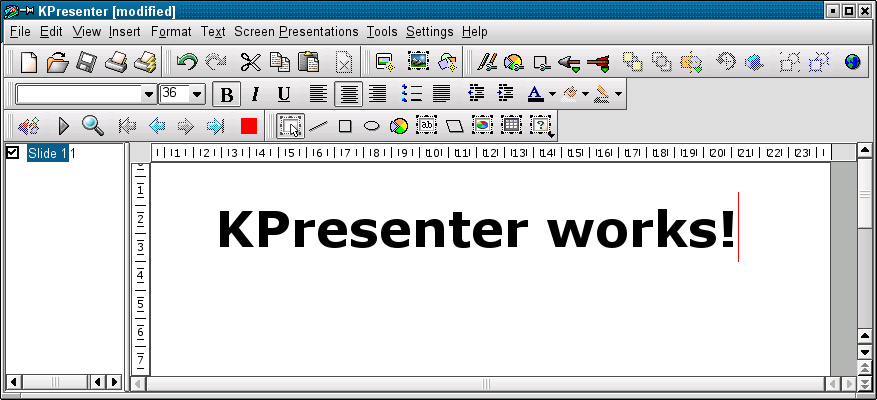 KPresenter [modified]
File Edit View Insert Format Text Screen Presentations Tools Settings Help
36 B I U A
ab ?
Slide 1 1
1 2 3 4 5 6 7 8 9 10 11 12 13 14 15 16 17 18 19 20 21 22 23
1
2
3
4
5
6
7
KPresenter works!